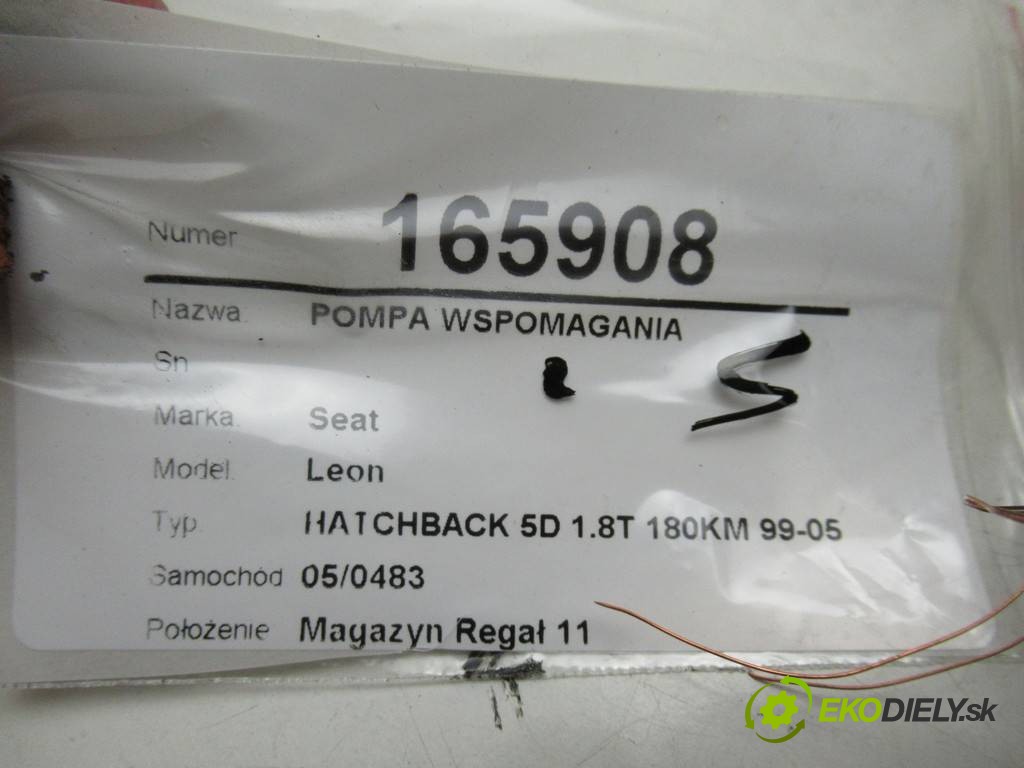 Numer 165908
Nazwa POMPA WSPOMAGANIA
Sn
Marka Seat
Model Leon
Typ HATCHBACK 5D 1.8T 180KM 99-05
Samochód 05/0483
Położenie Magazyn Regał 11
EKODIELY.sk